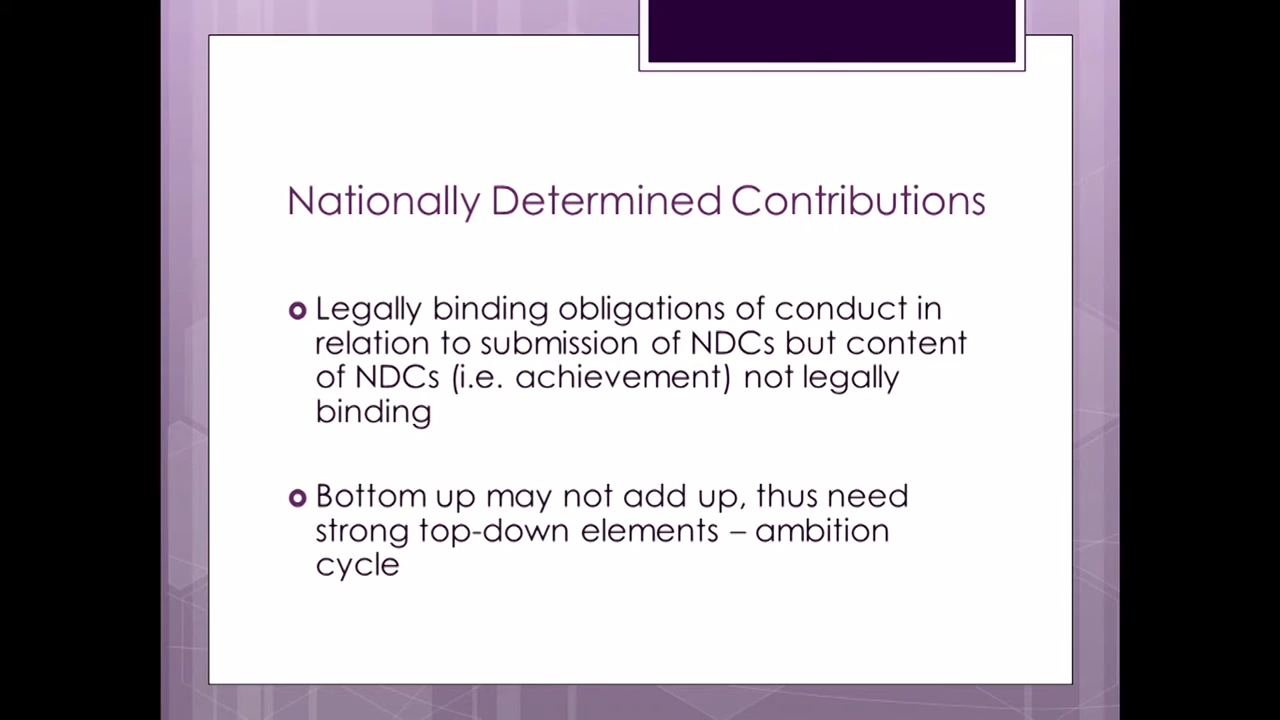 Nationally Determined Contributions
Legally binding obligations of conduct in
relation to submission of NDCs but content
of NDCs (i.e. achievement) not legally
binding
Bottom up may not add up, thus need
strong top-down elements – ambition
cycle